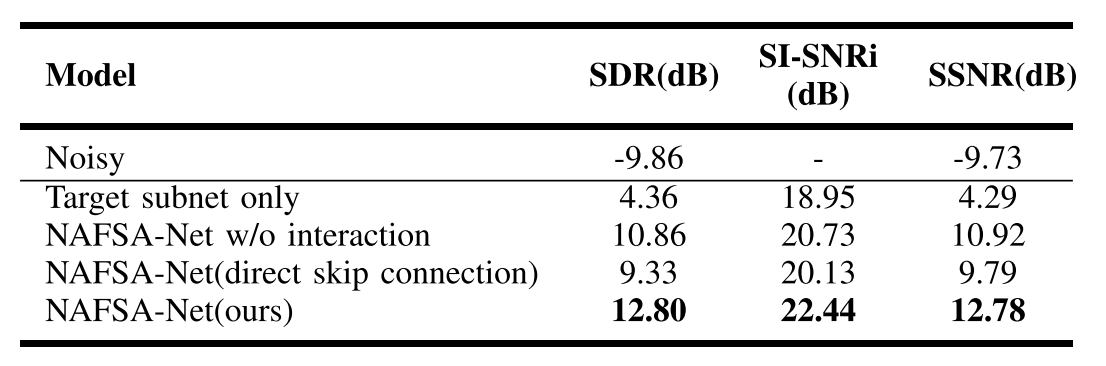 Model SDR(dB) SI-SNRi (dB) SSNR(dB)
Noisy -9.86 - -9.73
Target subnet only 4.36 18.95 4.29
NAFSA-Net w/o interaction 10.86 20.73 10.92
NAFSA-Net(direct skip connection) 9.33 20.13 9.79
NAFSA-Net(ours) 12.80 22.44 12.78